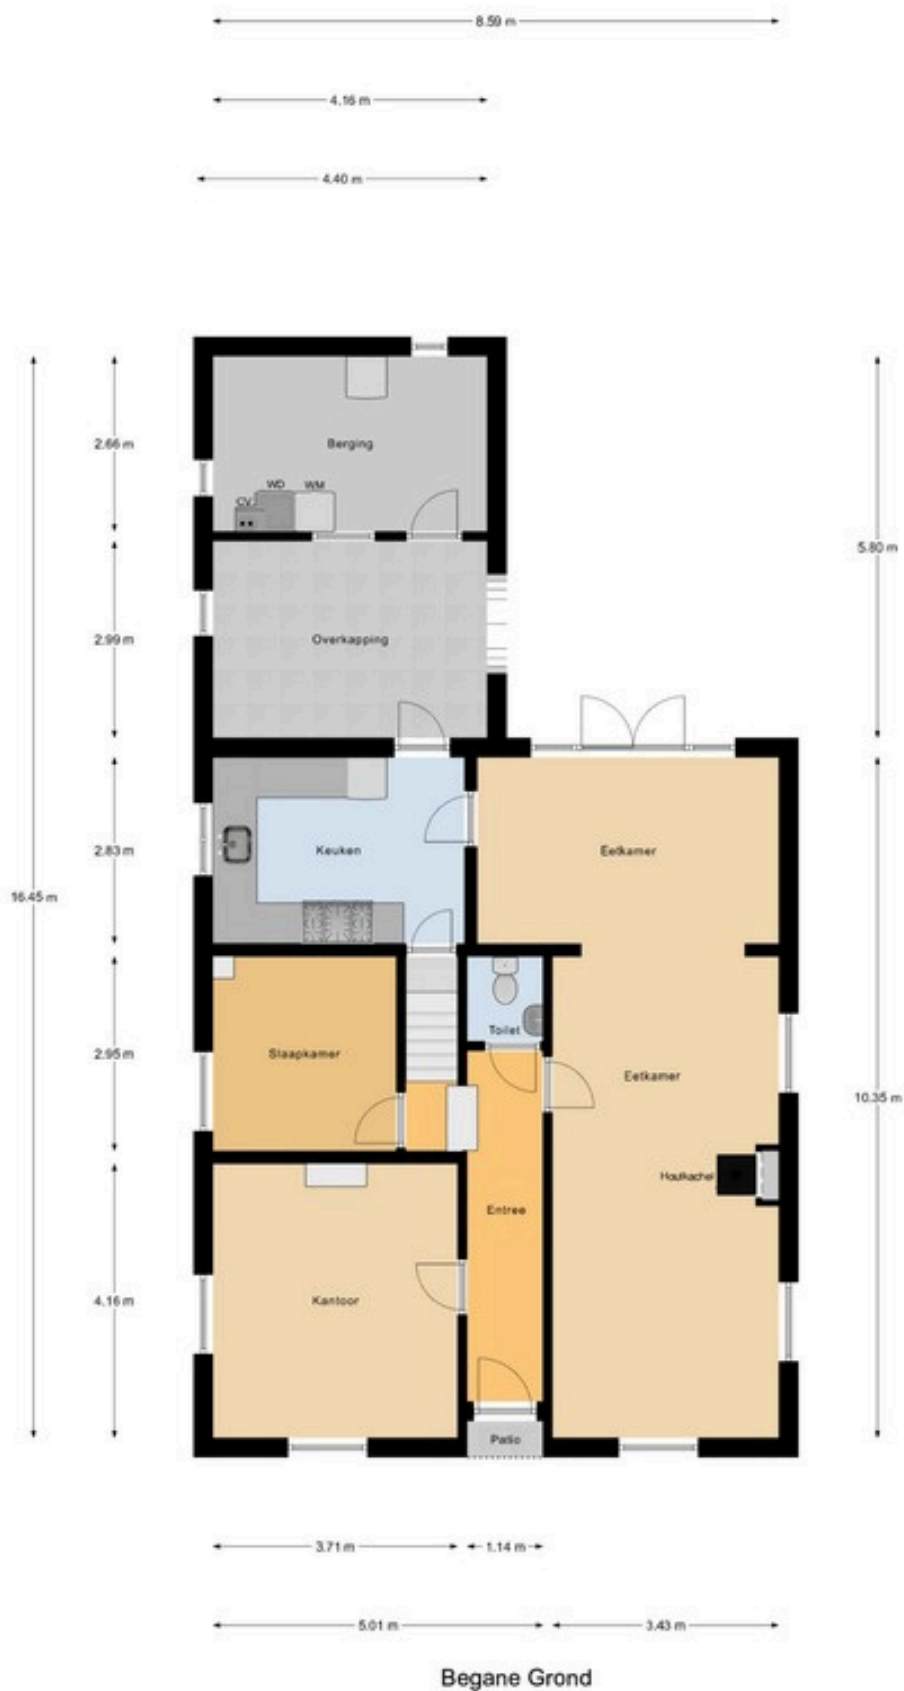 8.59 m
4.16 m
4.40 m
2.66 m
Berging
WD
WM
CV
5.80 m
2.99 m
Overkapping
16.45 m
2.83 m
Keuken
Eetkamer
2.95 m
Slaapkamer
Toilet
Eetkamer
10.35 m
Houtkachel
Entree
4.16 m
Kantoor
Patio
3.71 m
1.14 m
5.01 m
3.43 m
Begane Grond